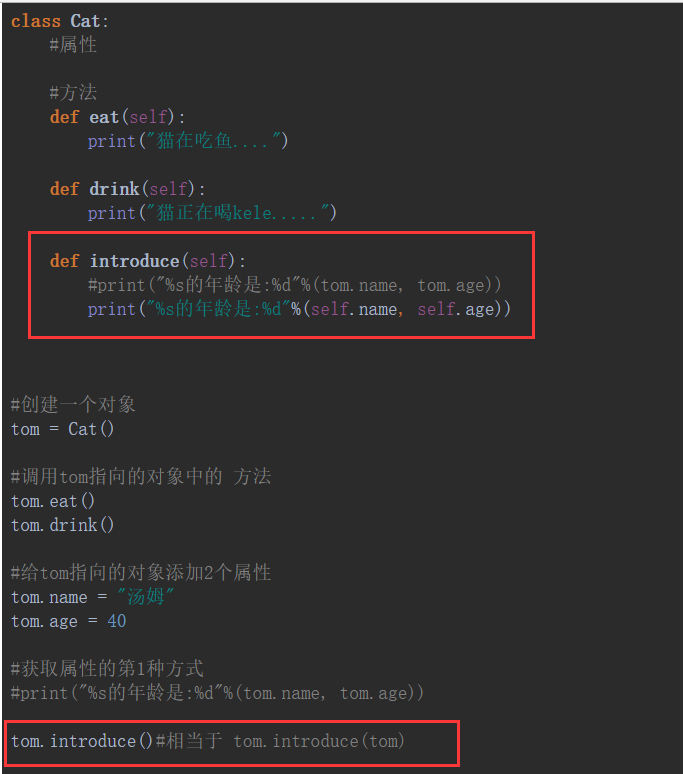 class Cat:
    #属性

    #方法
    def eat(self):
        print("猫在吃鱼....")

    def drink(self):
        print("猫正在喝kele.....")

    def introduce(self):
        #print("%s的年龄是:%d"%(tom.name, tom.age))
        print("%s的年龄是:%d"%(self.name, self.age))

#创建一个对象
tom = Cat()

#调用tom指向的对象中的 方法
tom.eat()
tom.drink()

#给tom指向的对象添加2个属性
tom.name = "汤姆"
tom.age = 40

#获取属性的第1种方式
#print("%s的年龄是:%d"%(tom.name, tom.age))

tom.introduce()#相当于 tom.introduce(tom)